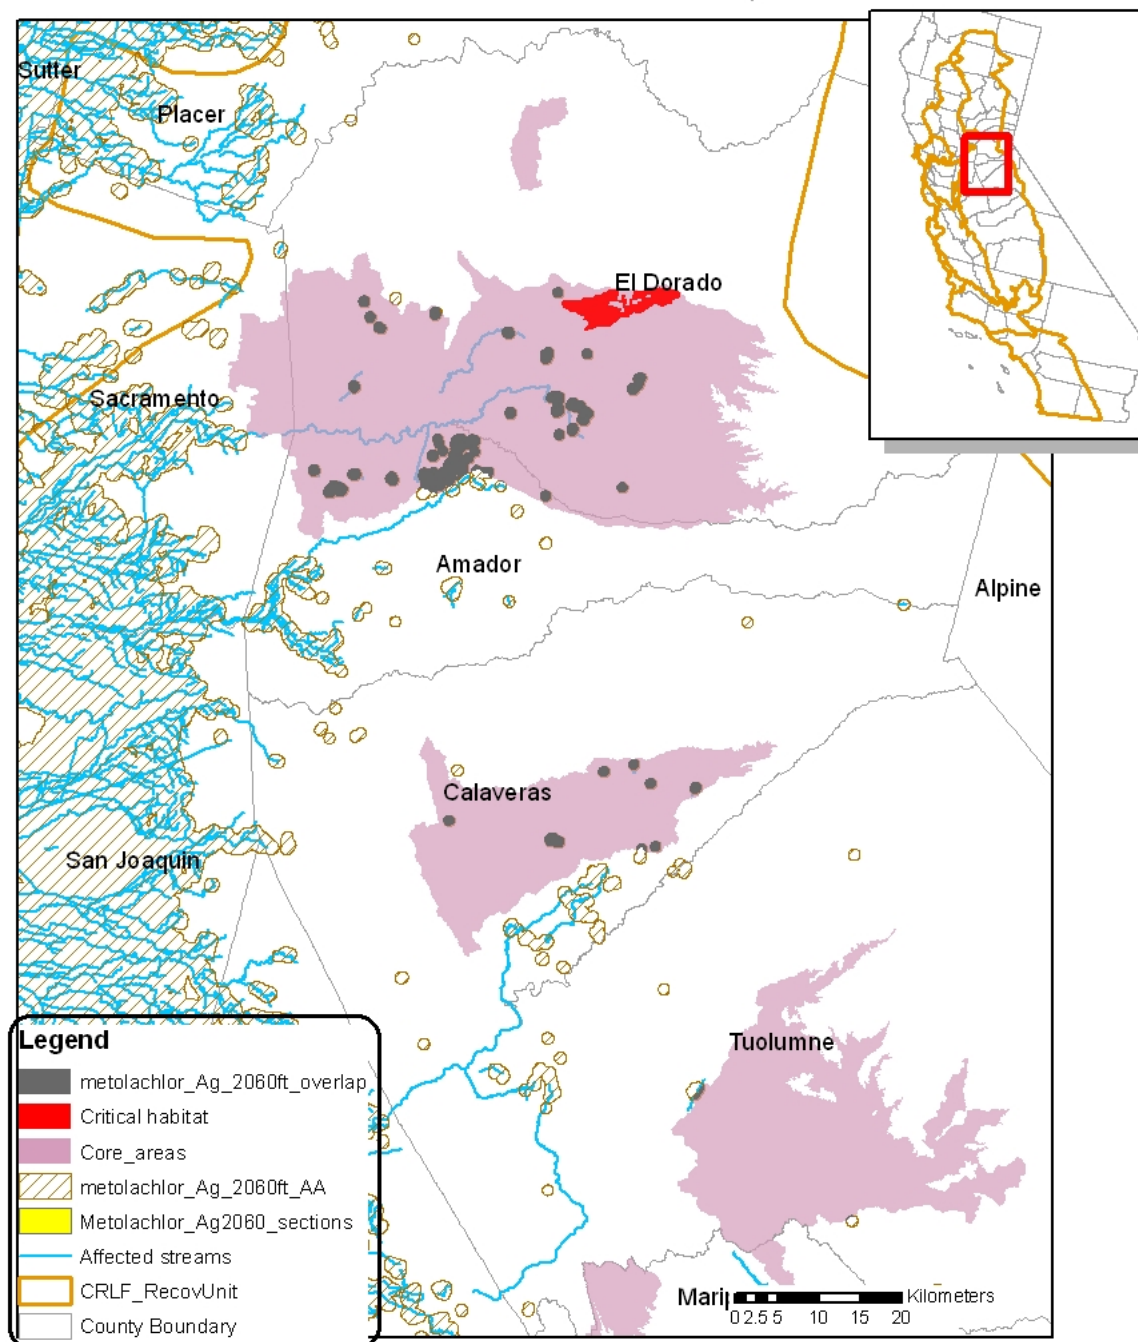 Sutter
Placer
El Dorado
Sacramento
Amador
Alpine
Calaveras
San Joaquin
Tuolumne
Legend
metolachlor_Ag_2060ft_overlap
Critical habitat
Core_areas
metolachlor_Ag_2060ft_AA
Metolachlor_Ag2060_sections
Affected streams
CRLF_RecovUnit
County Boundary
Marip
Kilometers
0 2.5 5 10 15 20